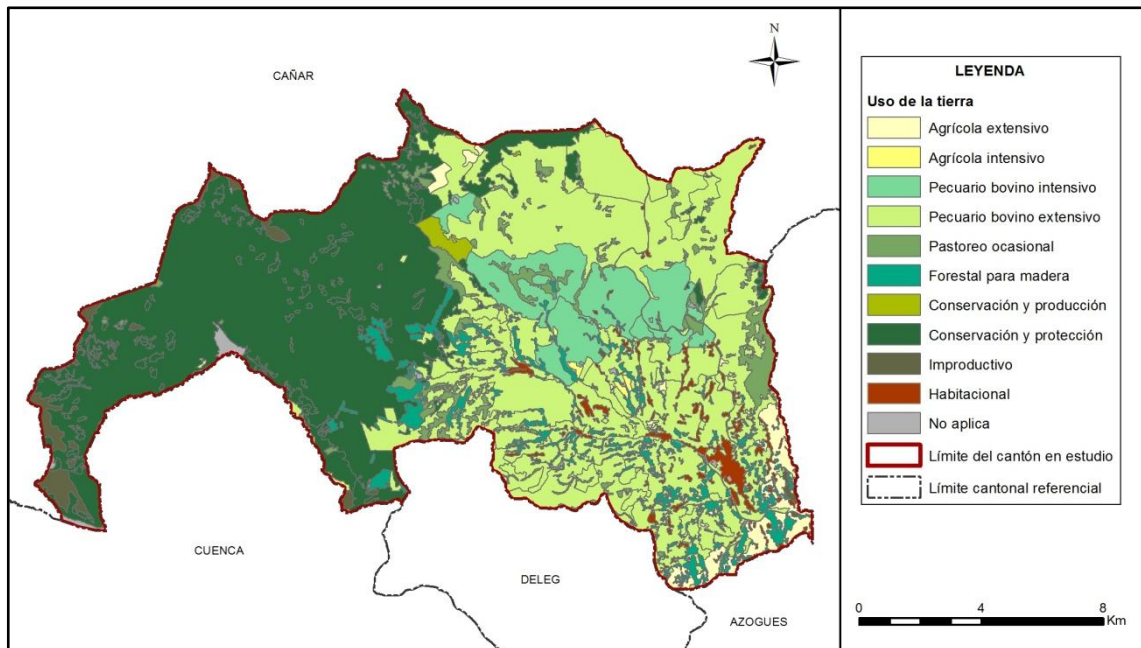 N
CAÑAR
CUENCA
DELEG
AZOGUES
LEYENDA
Uso de la tierra
Agrícola extensivo
Agrícola intensivo
Pecuario bovino intensivo
Pecuario bovino extensivo
Pastoreo ocasional
Forestal para madera
Conservación y producción
Conservación y protección
Improductivo
Habitacional
No aplica
Límite del cantón en estudio
Límite cantonal referencial
0 4 8
Km